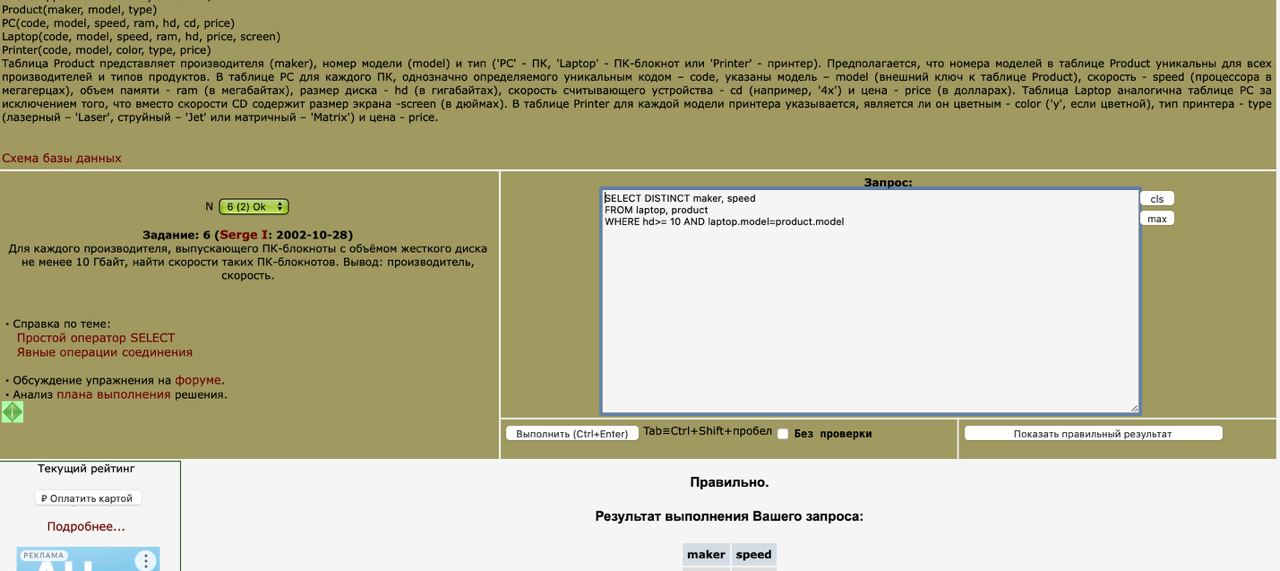 Product(maker, model, type)
PC(code, model, speed, ram, hd, cd, price)
Laptop(code, model, speed, ram, hd, price, screen)
Printer(code, model, color, type, price)
Таблица Product представляет производителя (maker), номер модели (model) и тип ('PC' - ПК, 'Laptop' - ПК-блокнот или 'Printer' - принтер). Предполагается, что номера моделей в таблице Product уникальны для всех
производителей и типов продуктов. В таблице PC для каждого ПК, однозначно определяемого уникальным кодом – code, указаны модель – model (внешний ключ к таблице Product), скорость - speed (процессора в
мегагерцах), объем памяти - ram (в мегабайтах), размер диска - hd (в гигабайтах), скорость считывающего устройства - cd (например, '4x') и цена - price (в долларах). Таблица Laptop аналогична таблице РС за
исключением того, что вместо скорости CD содержит размер экрана -screen (в дюймах). В таблице Printer для каждой модели принтера указывается, является ли он цветным - color ('y', если цветной), тип принтера - type
(лазерный – 'Laser', струйный – 'Jet' или матричный – 'Matrix') и цена - price.
Схема базы данных
Запрос:
N 6 (2) Ok
Задание: 6 (Serge I: 2002-10-28)
Для каждого производителя, выпускающего ПК-блокноты c объёмом жесткого диска
не менее 10 Гбайт, найти скорости таких ПК-блокнотов. Вывод: производитель,
скорость.
• Справка по теме:
Простой оператор SELECT
Явные операции соединения
• Обсуждение упражнения на форуме.
• Анализ плана выполнения решения.
SELECT DISTINCT maker, speed
FROM laptop, product
WHERE hd>= 10 AND laptop.model=product.model
cls
max
Выполнить (Ctrl+Enter) Tab≡Ctrl+Shift+пробел Без проверки
Показать правильный результат
Текущий рейтинг
₽ Оплатить картой
Подробнее...
РЕКЛАМА
Правильно.
Результат выполнения Вашего запроса:
maker speed